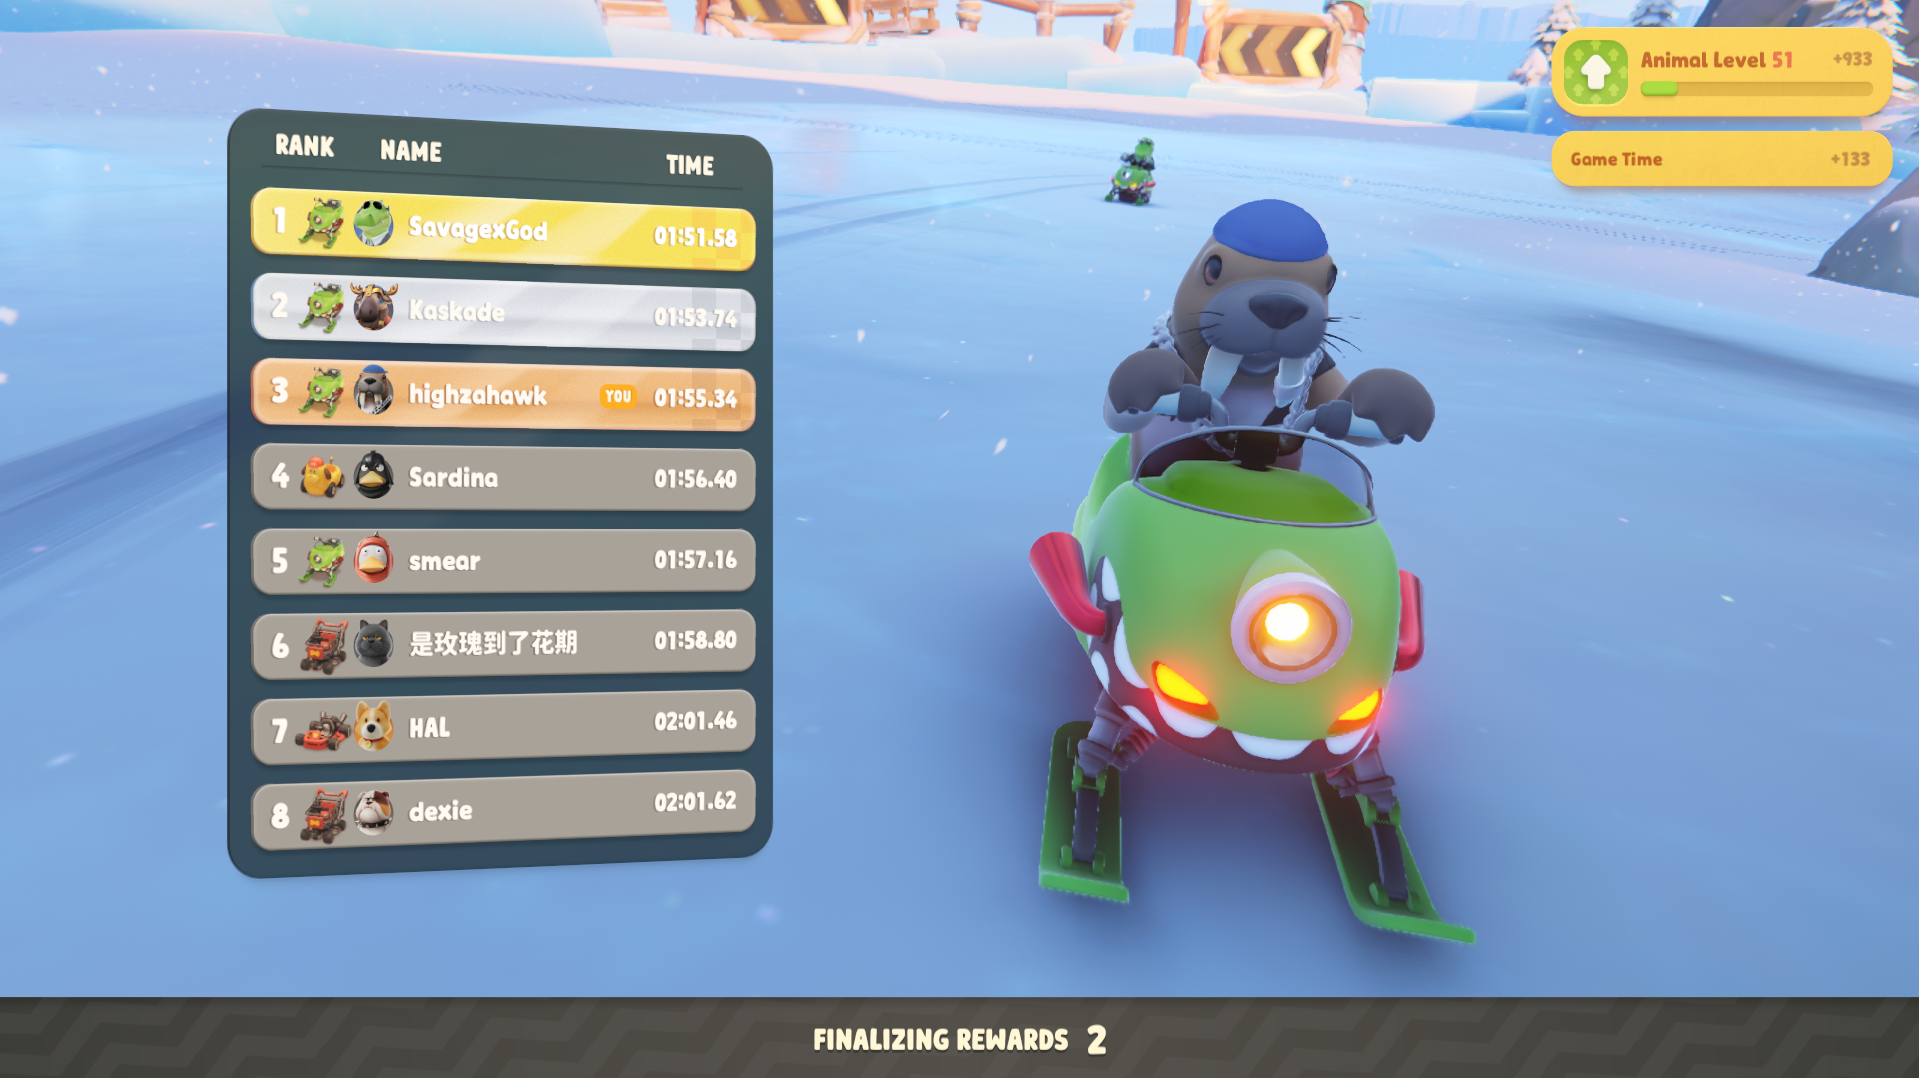 RANK NAME TIME
1 SavagexGod 01:51.58
2 Kaskade 01:53.74
3 highzahawk YOU 01:55.34
4 Sardina 01:56.40
5 smear 01:57.16
6 是玫瑰到了花期 01:58.80
7 HAL 02:01.46
8 dexie 02:01.62
Animal Level 51 +933
Game Time +133
FINALIZING REWARDS 2